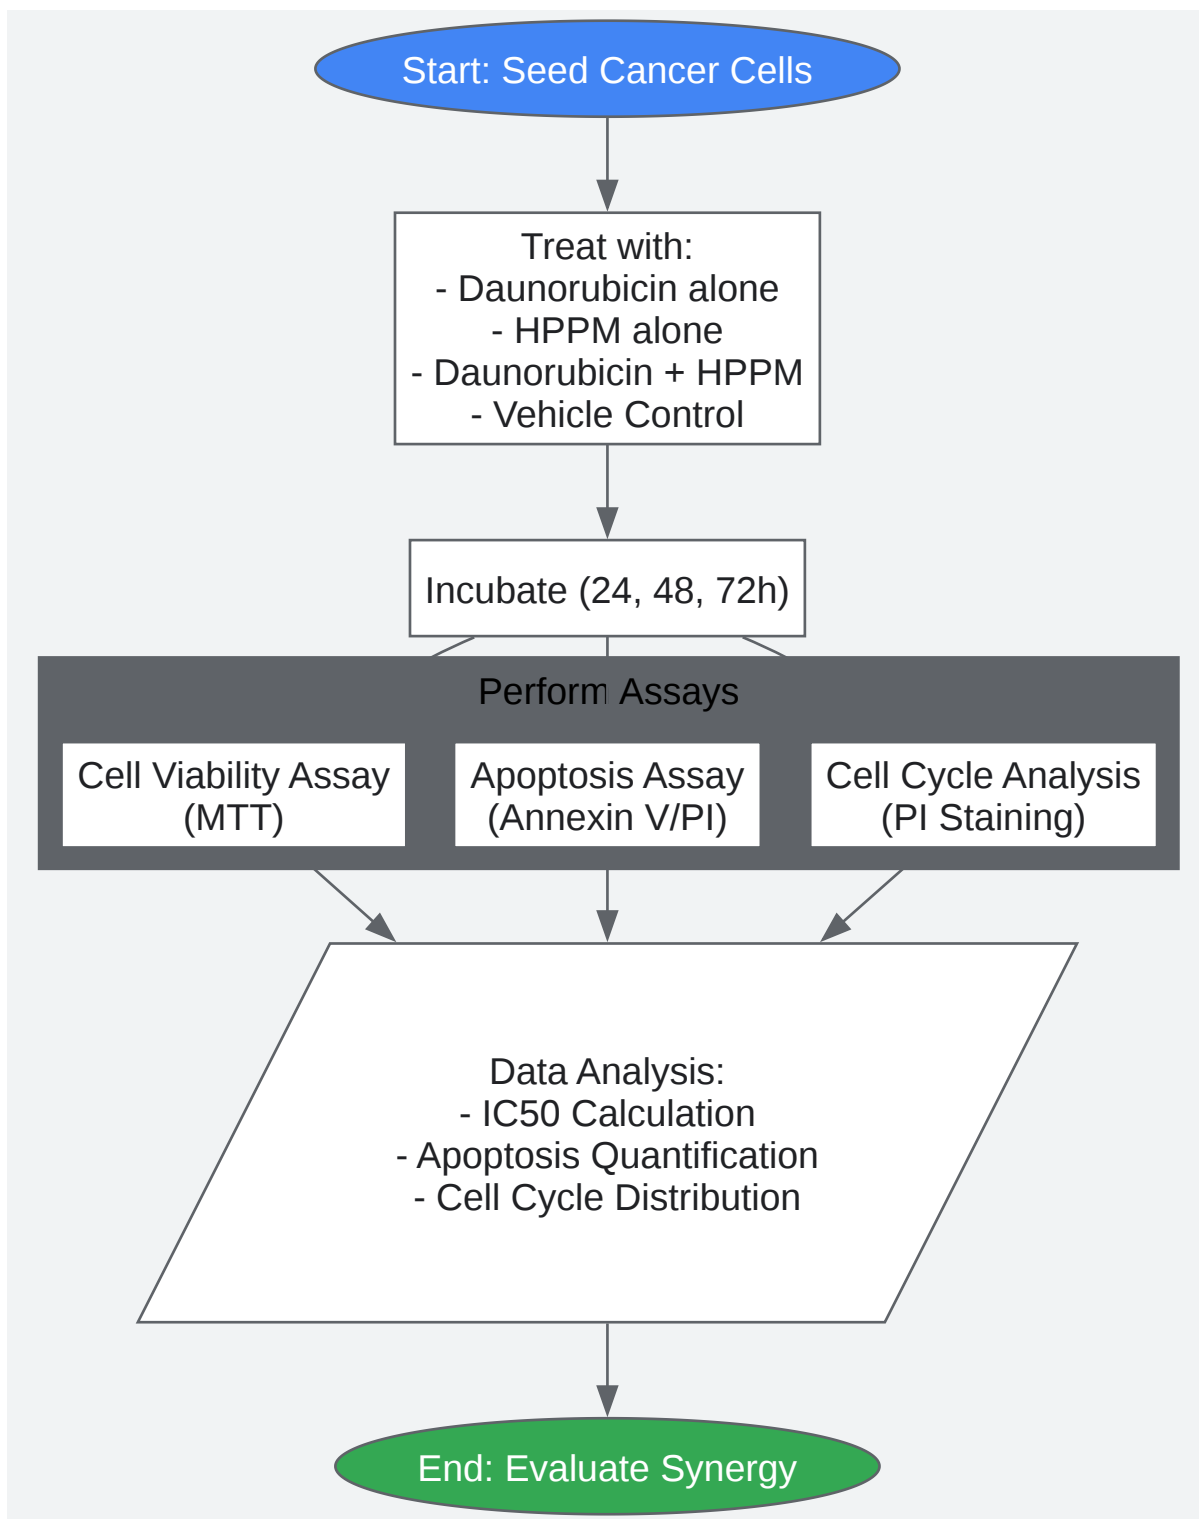 Start: Seed Cancer Cells
Treat with:
- Daunorubicin alone
- HPPM alone
- Daunorubicin + HPPM
- Vehicle Control
Incubate (24, 48, 72h)
Perform Assays
Cell Viability Assay
(MTT)
Apoptosis Assay
(Annexin V/PI)
Cell Cycle Analysis
(PI Staining)
Data Analysis:
- IC50 Calculation
- Apoptosis Quantification
- Cell Cycle Distribution
End: Evaluate Synergy